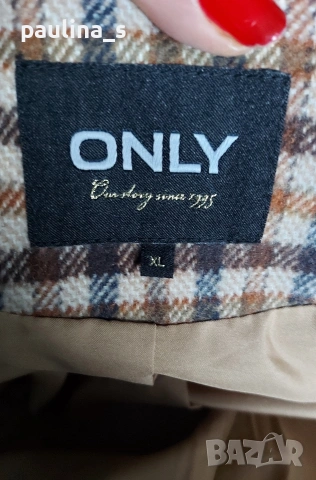 paulina_s
ONLY
Our story since 1995
XL
BAZAR